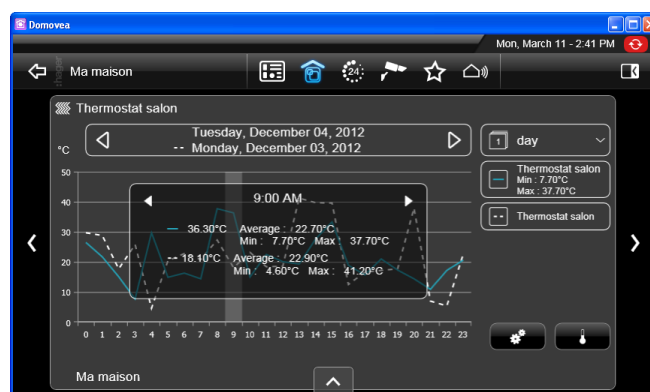 Domovea
Mon, March 11 - 2:41 PM
Ma maison
24
:hager
Thermostat salon
°C
Tuesday, December 04, 2012
-- Monday, December 03, 2012
1 day
Thermostat salon
Min : 7.70°C
Max : 37.70°C
Thermostat salon
50
40
30
20
10
0
9:00 AM
36.30°C Average : 22.70°C
Min : 7.70°C Max : 37.70°C
18.10°C Average : 22.90°C
Min : 4.60°C Max : 41.20°C
0 1 2 3 4 5 6 7 8 9 10 11 12 13 14 15 16 17 18 19 20 21 22 23
Ma maison